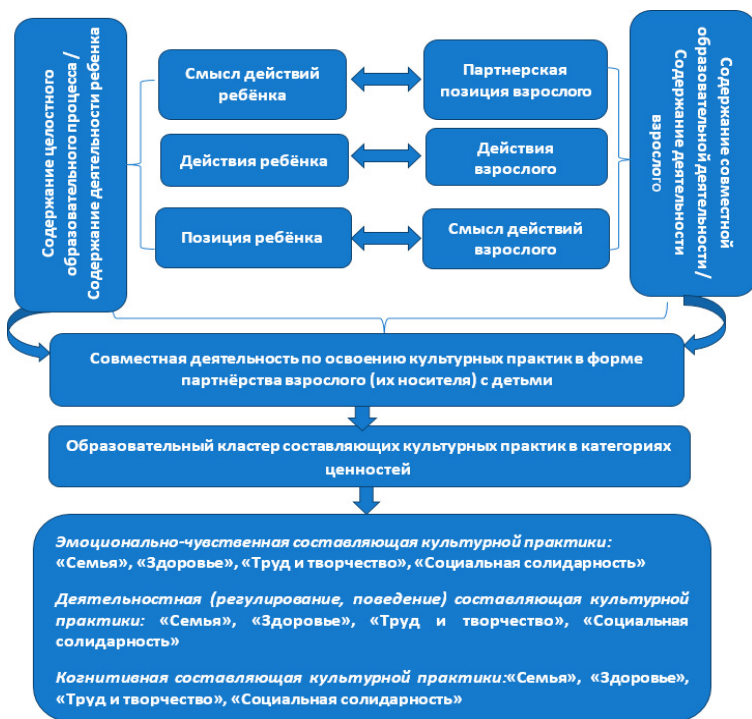 Содержание целостного
образовательного процесса /
Содержание деятельности ребенка
Смысл действий
ребёнка
Партнерская
позиция взрослого
Действия ребёнка
Действия
взрослого
Позиция ребёнка
Смысл действий
взрослого
Содержание совместной
образовательной деятельности /
Содержание деятельности
взрослого
Совместная деятельность по освоению культурных практик в форме
партнёрства взрослого (их носителя) с детьми
Образовательный кластер составляющих культурных практик в категориях
ценностей
Эмоционально-чувственная составляющая культурной практики:
«Семья», «Здоровье», «Труд и творчество», «Социальная солидарность»
Деятельностная (регулирование, поведение) составляющая культурной
практики: «Семья», «Здоровье», «Труд и творчество», «Социальная
солидарность»
Когнитивная составляющая культурной практики:«Семья», «Здоровье»,
«Труд и творчество», «Социальная солидарность»